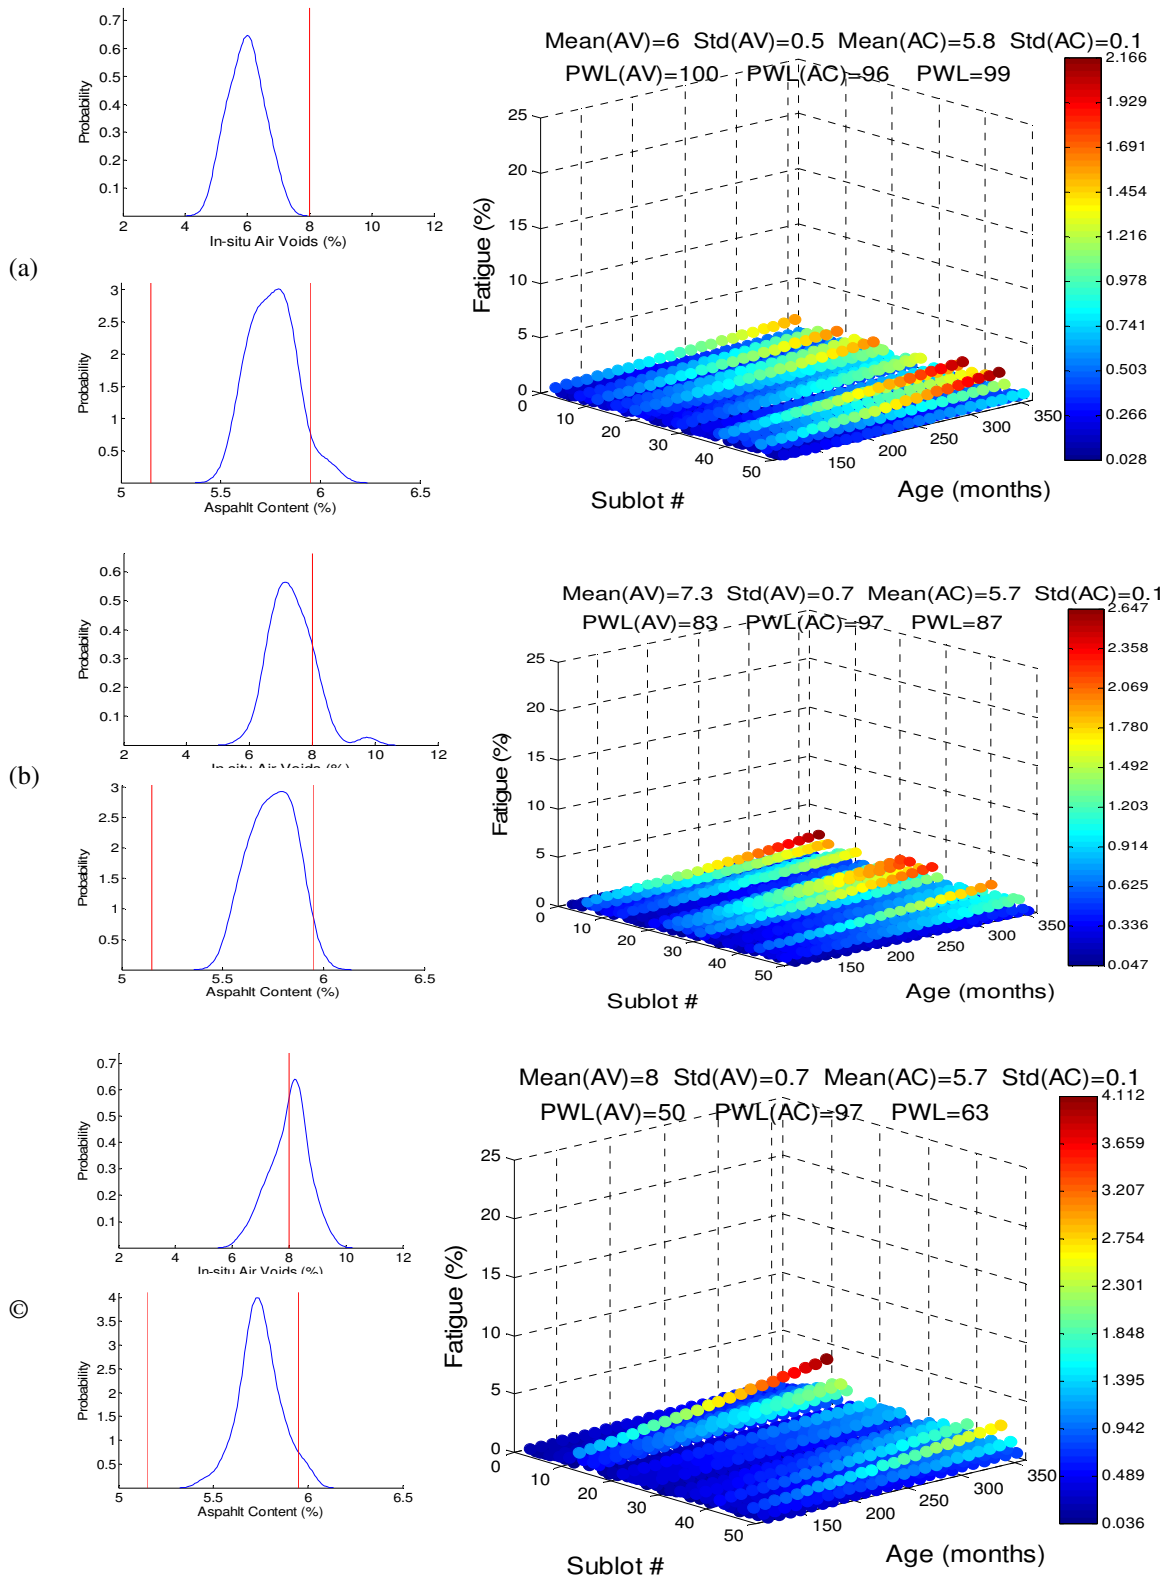 Mean(AV)=6 Std(AV)=0.5 Mean(AC)=5.8 Std(AC)=0.1
PWL(AV)=100 PWL(AC)=96 PWL=99
(a)
Probability
0.7
0.6
0.5
0.4
0.3
0.2
0.1
2 4 6 8 10 12
In-situ Air Voids (%)
Probability
3
2.5
2
1.5
1
0.5
5 5.5 6 6.5
Aspahlt Content (%)
Fatigue (%)
25
20
15
10
5
0
0 10 20 30 40 50
Sublot #
150 200 250 300 350
Age (months)
2.166
1.929
1.691
1.454
1.216
0.978
0.741
0.503
0.266
0.028
Mean(AV)=7.3 Std(AV)=0.7 Mean(AC)=5.7 Std(AC)=0.1
PWL(AV)=83 PWL(AC)=97 PWL=87
(b)
Probability
0.6
0.5
0.4
0.3
0.2
0.1
2 4 6 8 10 12
In-situ Air Voids (%)
Probability
3
2.5
2
1.5
1
0.5
5 5.5 6 6.5
Aspahlt Content (%)
Fatigue (%)
25
20
15
10
5
0
0 10 20 30 40 50
Sublot #
150 200 250 300 350
Age (months)
2.647
2.358
2.069
1.780
1.492
1.203
0.914
0.625
0.336
0.047
Mean(AV)=8 Std(AV)=0.7 Mean(AC)=5.7 Std(AC)=0.1
PWL(AV)=50 PWL(AC)=97 PWL=63
©
Probability
0.7
0.6
0.5
0.4
0.3
0.2
0.1
2 4 6 8 10 12
In-situ Air Voids (%)
Probability
4
3.5
3
2.5
2
1.5
1
0.5
5 5.5 6 6.5
Aspahlt Content (%)
Fatigue (%)
25
20
15
10
5
0
0 10 20 30 40 50
Sublot #
150 200 250 300 350
Age (months)
4.112
3.659
3.207
2.754
2.301
1.848
1.395
0.942
0.489
0.036